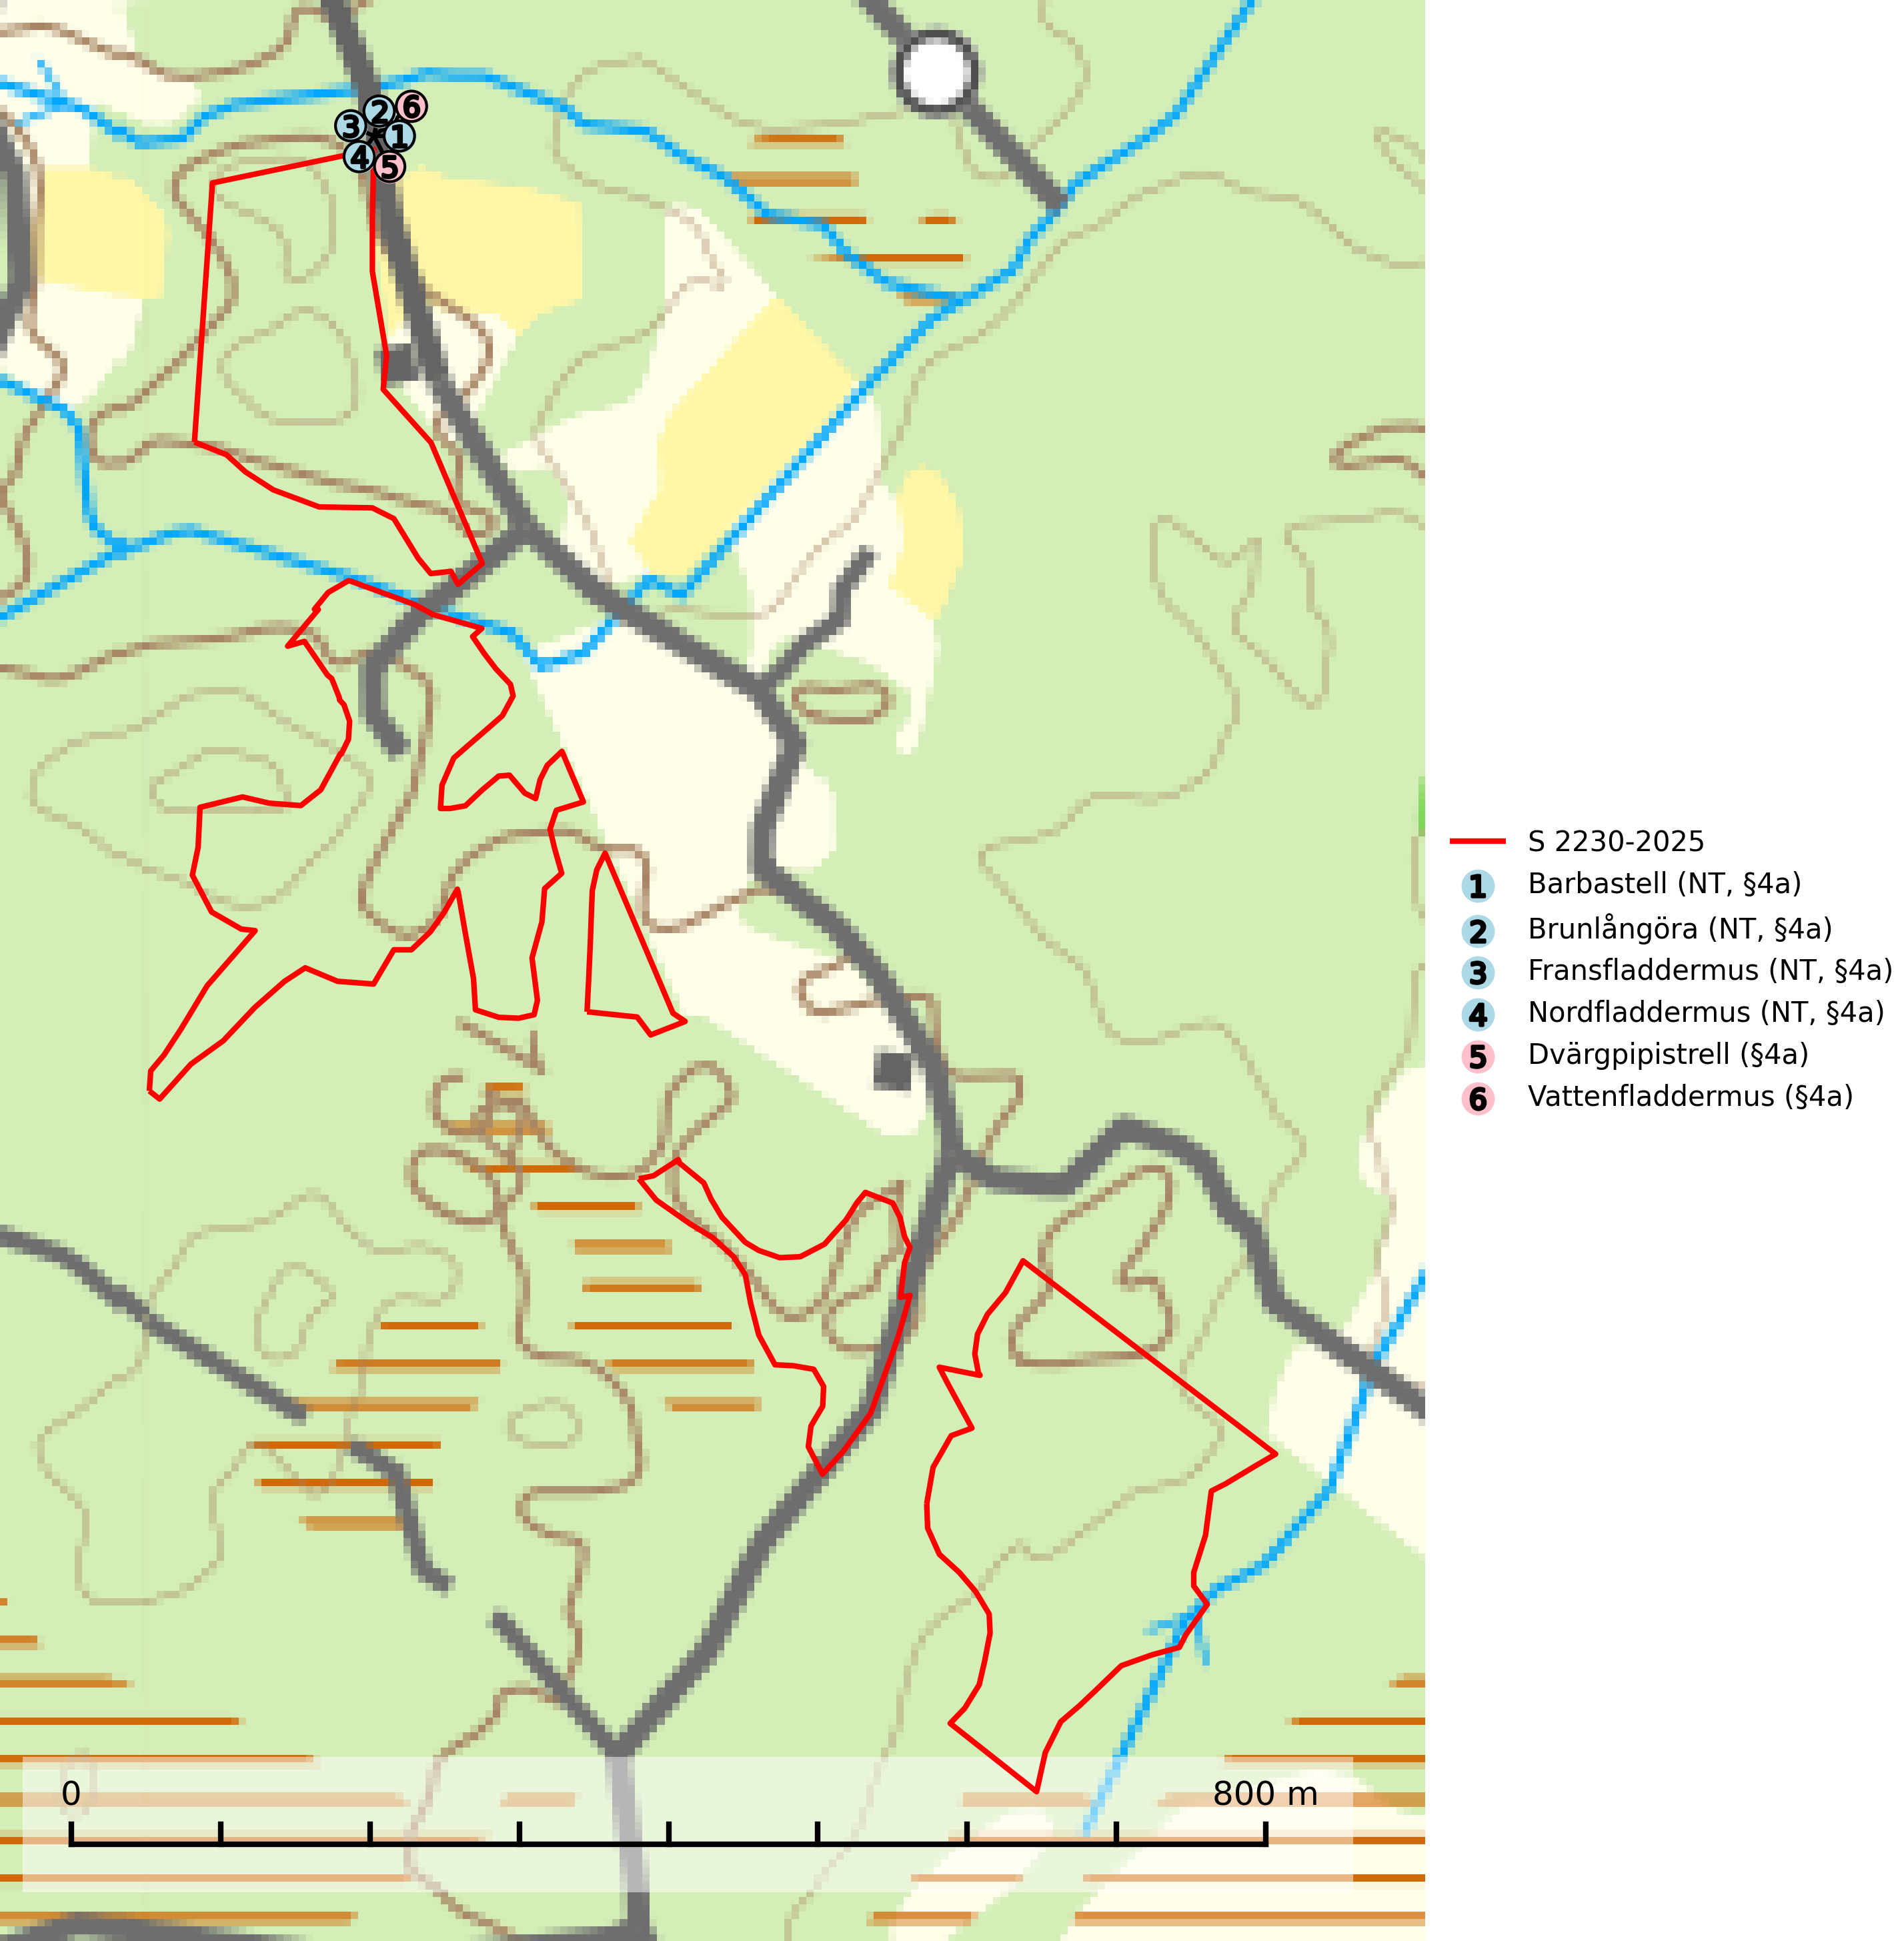 2 6
3 1
4 5
S 2230-2025
1 Barbastell (NT, §4a)
2 Brunlångöra (NT, §4a)
3 Fransfladdermus (NT, §4a)
4 Nordfladdermus (NT, §4a)
5 Dvärgpipistrell (§4a)
6 Vattenfladdermus (§4a)
0 800 m